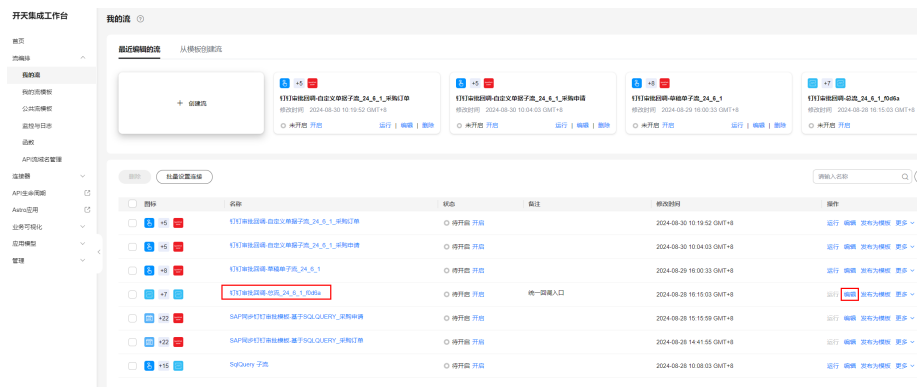 开天集成工作台
首页
流编排
我的流
我的流模板
公共流模板
监控与日志
函数
API流域名管理
连接器
API生命周期
Astro应用
业务可视化
应用模型
管理
我的流
最近编辑的流 从模板创建流
+ 创建流
+5
钉钉审批回调-自定义单据子流_24_6_1_采购订单
修改时间 2024-08-30 10:19:52 GMT+8
未开启 开启 运行 | 编辑 | 删除
+5
钉钉审批回调-自定义单据子流_24_6_1_采购申请
修改时间 2024-08-30 10:04:03 GMT+8
未开启 开启 运行 | 编辑 | 删除
+8
钉钉审批回调-草稿单子流_24_6_1
修改时间 2024-08-29 16:00:33 GMT+8
未开启 开启 运行 | 编辑 | 删除
+7
钉钉审批回调-总流_24_6_1_f0d6a
修改时间 2024-08-28 16:15:03 GMT+8
未开启 开启
删除 批量设置连接 请输入名称
图标 名称 状态 备注 修改时间 操作
+5 钉钉审批回调-自定义单据子流_24_6_1_采购订单 待开启 开启 2024-08-30 10:19:52 GMT+8 运行 编辑 发布为模板 更多
+5 钉钉审批回调-自定义单据子流_24_6_1_采购申请 待开启 开启 2024-08-30 10:04:03 GMT+8 运行 编辑 发布为模板 更多
+8 钉钉审批回调-草稿单子流_24_6_1 待开启 开启 2024-08-29 16:00:33 GMT+8 运行 编辑 发布为模板 更多
+7 钉钉审批回调-总流_24_6_1_f0d6a 待开启 开启 统一回调入口 2024-08-28 16:15:03 GMT+8 运行 编辑 发布为模板 更多
+22 SAP同步钉钉审批模板-基于SQLQUERY_采购申请 待开启 开启 2024-08-28 15:15:59 GMT+8 运行 编辑 发布为模板 更多
+22 SAP同步钉钉审批模板-基于SQLQUERY_采购订单 待开启 开启 2024-08-28 14:41:55 GMT+8 运行 编辑 发布为模板 更多
+15 SqlQuery 子流 待开启 开启 2024-08-28 10:08:03 GMT+8 运行 编辑 发布为模板 更多